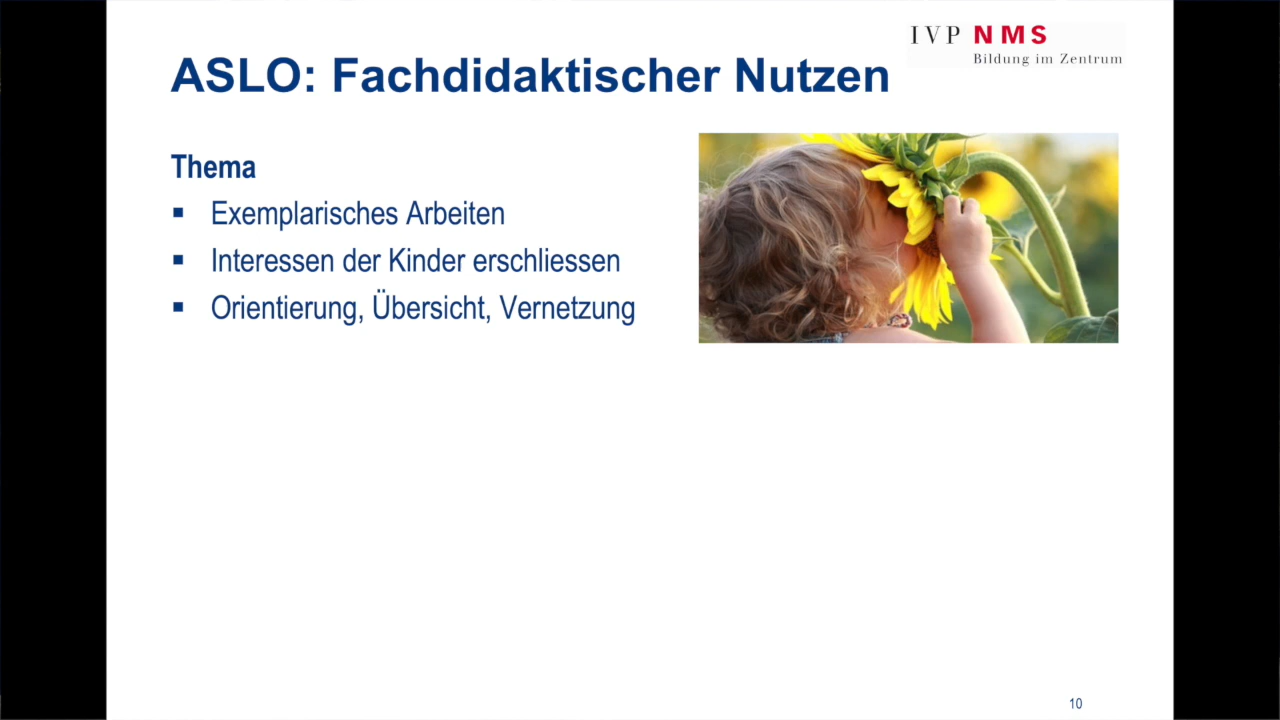 IVP NMS
Bildung im Zentrum
ASLO: Fachdidaktischer Nutzen
Thema
▪ Exemplarisches Arbeiten
▪ Interessen der Kinder erschliessen
▪ Orientierung, Übersicht, Vernetzung
10